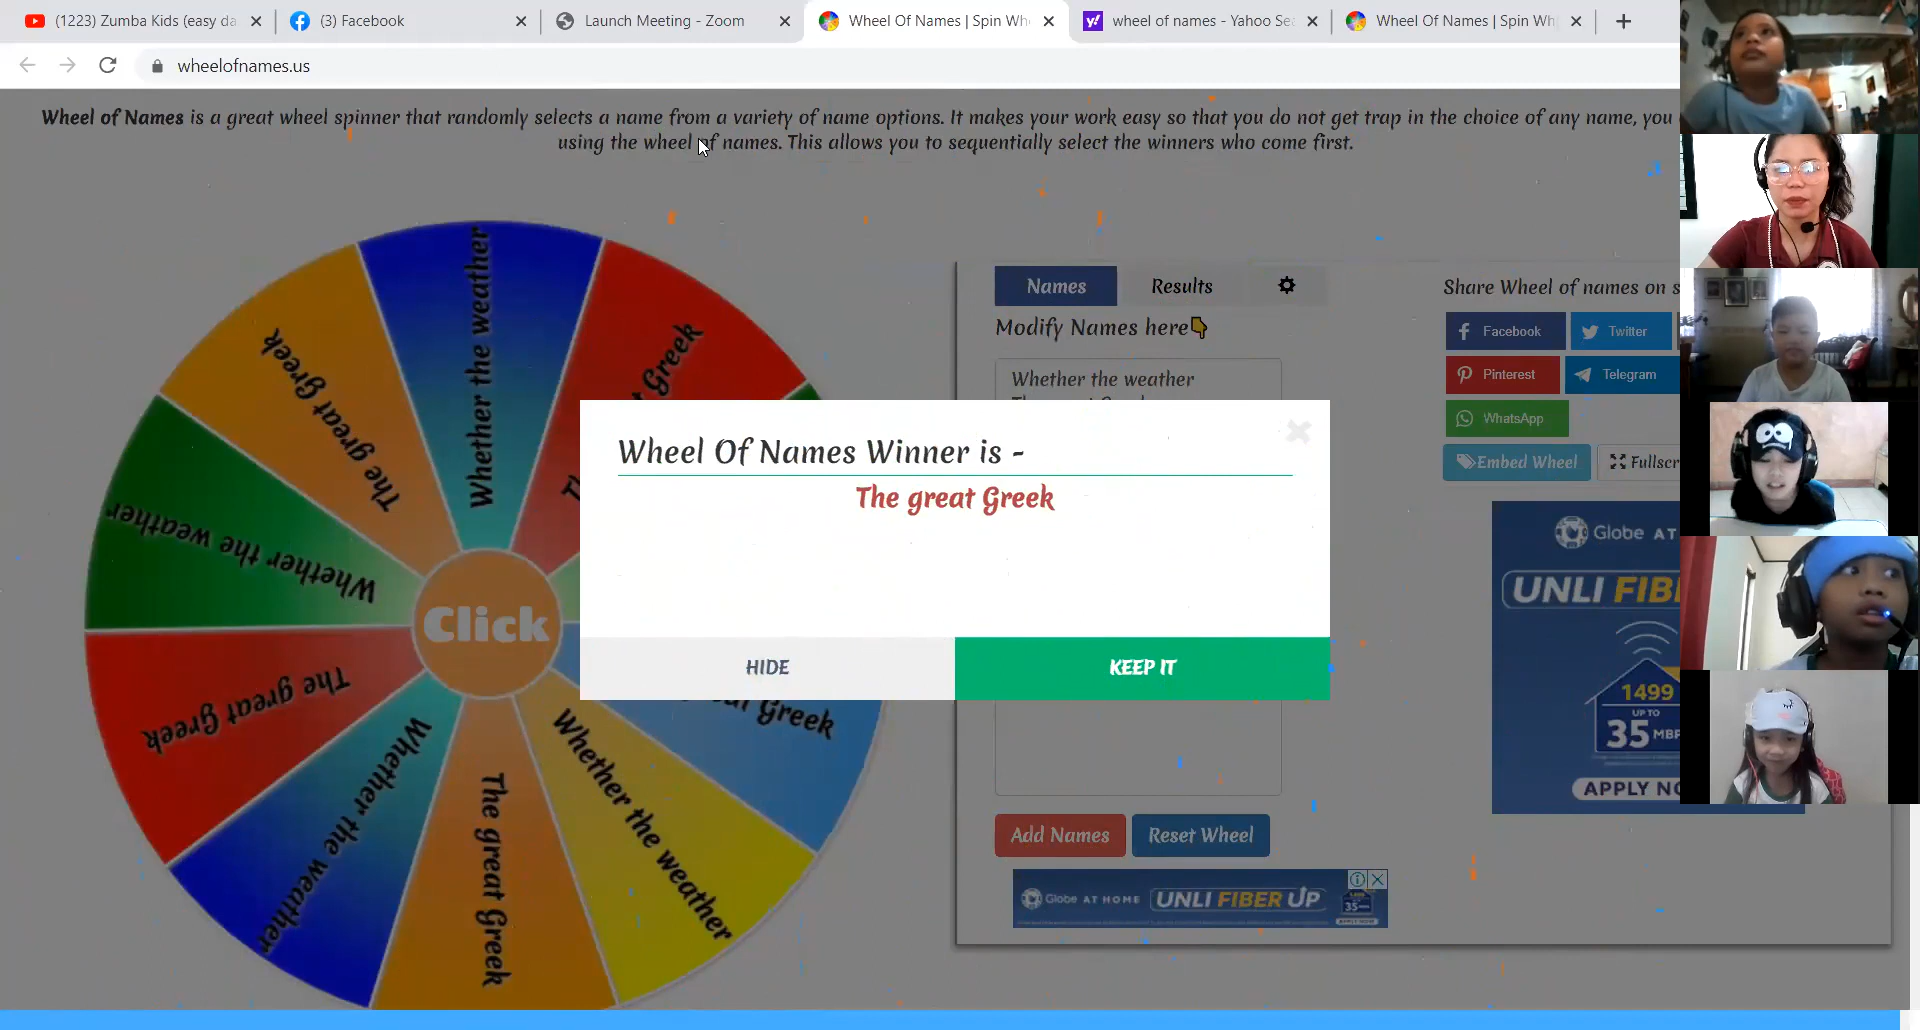 (1223) Zumba Kids (easy da
(3) Facebook
Launch Meeting - Zoom
Wheel Of Names | Spin Wh
wheel of names - Yahoo Se
Wheel Of Names | Spin Wh
wheelofnames.us
Wheel of Names is a great wheel spinner that randomly selects a name from a variety of name options. It makes your work easy so that you do not get trap in the choice of any name, you
using the wheel of names. This allows you to sequentially select the winners who come first.
Whether the weather
Greek
The great Greek
Whether the weather
The great Greek
Whether the weather
The great Greek
Whether the weather
Greek
Click
Names
Results
Modify Names here
Whether the weather
Share Wheel of names on s
Facebook
Twitter
Pinterest
Telegram
WhatsApp
Embed Wheel
Fullscr
Wheel Of Names Winner is -
The great Greek
HIDE
KEEP IT
Add Names
Reset Wheel
Globe AT HOME
UNLI FIBER UP
35
Globe AT
UNLI FIB
1499
UP TO
35 MB
APPLY N